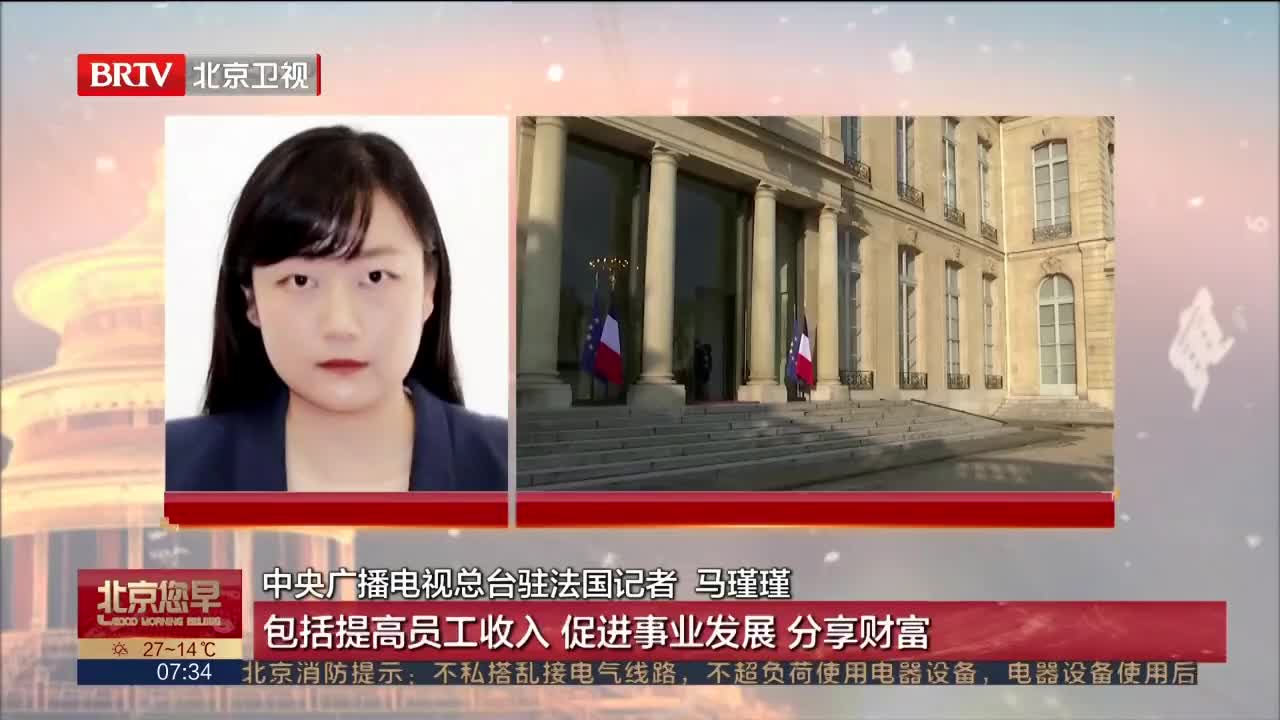 BRTV 北京卫视
中央广播电视总台驻法国记者 马瑾瑾
包括提高员工收入 促进事业发展 分享财富
北京您早
GOOD MORNING BEIJING
27~14℃
07:34
北京消防提示：不私搭乱接电气线路，不超负荷使用电器设备，电器设备使用后